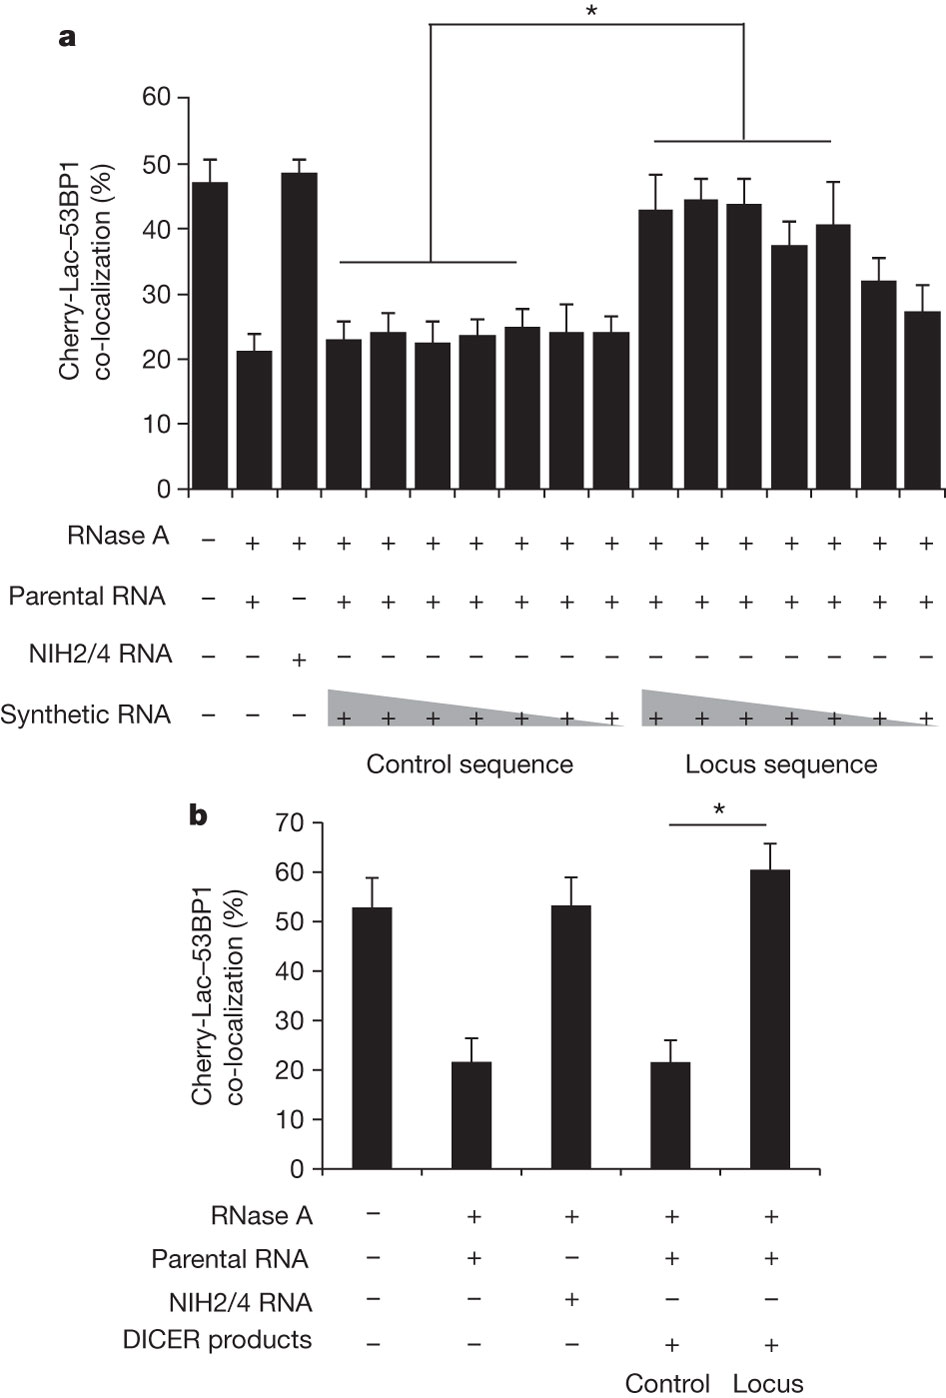 *
a
60
50
40
30
20
10
0
Cherry-Lac–53BP1
co-localization (%)
RNase A – + + + + + + + + + + + + + + + +
Parental RNA – + – + + + + + + + + + + + + + +
NIH2/4 RNA – – + – – – – – – – – – – – – – –
Synthetic RNA – – – + + + + + + + + + + + + + +
Control sequence Locus sequence
b
*
70
60
50
40
30
20
10
0
Cherry-Lac–53BP1
co-localization (%)
RNase A – + + + +
Parental RNA – + – + +
NIH2/4 RNA – – + – –
DICER products – – – + +
Control Locus